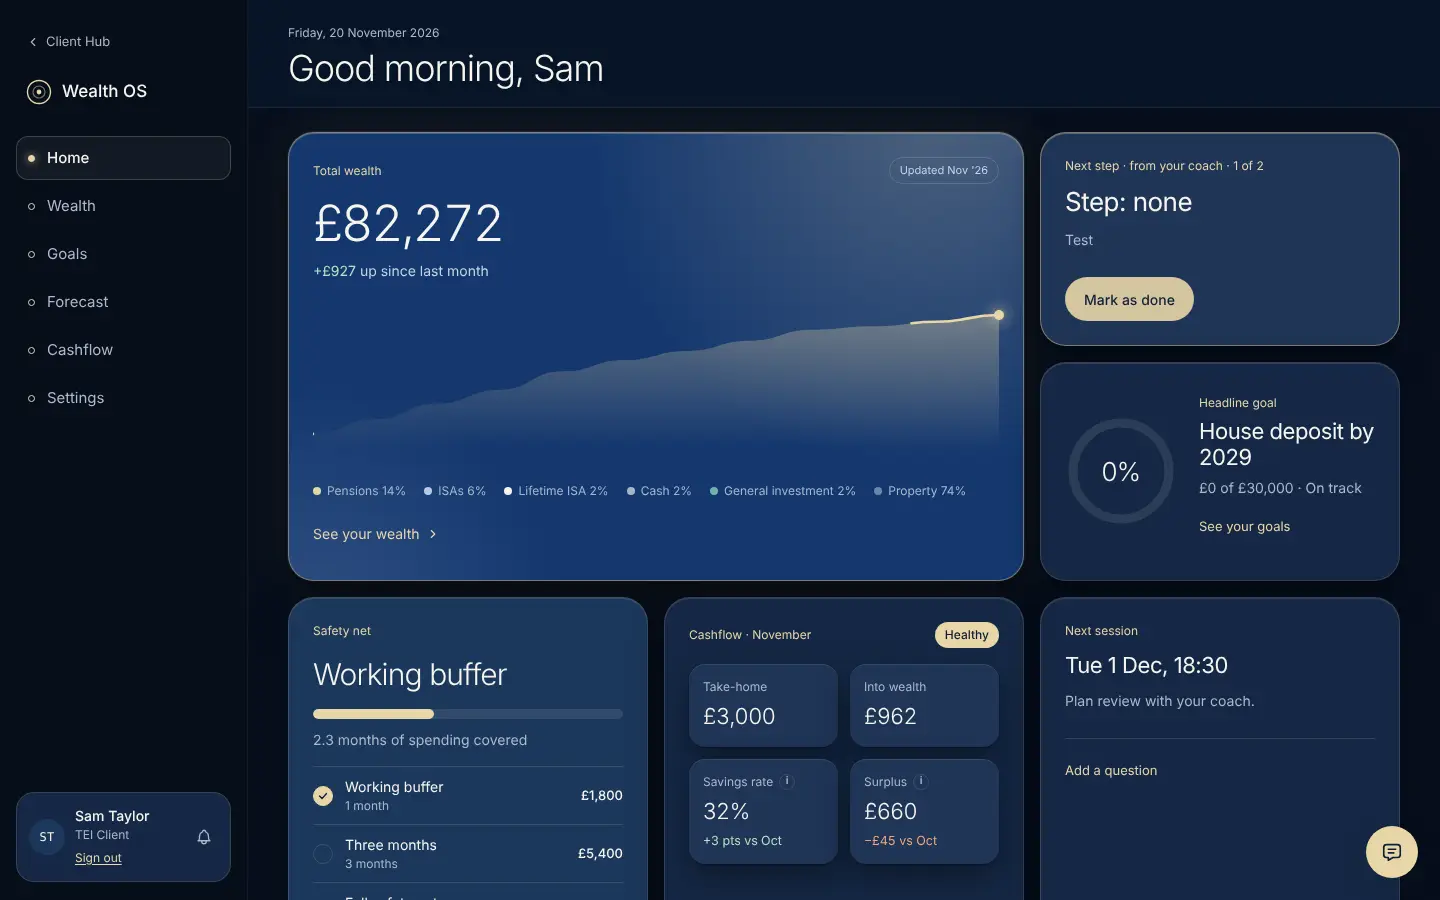 Client Hub
Wealth OS
Home
Wealth
Goals
Forecast
Cashflow
Settings
ST
Sam Taylor
TEI Client
Sign out
Friday, 20 November 2026
Good morning, Sam
Total wealth
Updated Nov '26
£82,272
+£927 up since last month
Pensions 14%
ISAs 6%
Lifetime ISA 2%
Cash 2%
General investment 2%
Property 74%
See your wealth
Next step · from your coach · 1 of 2
Step: none
Test
Mark as done
0%
Headline goal
House deposit by
2029
£0 of £30,000 · On track
See your goals
Safety net
Working buffer
2.3 months of spending covered
Working buffer
1 month
£1,800
Three months
3 months
£5,400
Cashflow · November
Healthy
Take-home
£3,000
Into wealth
£962
Savings rate i
32%
+3 pts vs Oct
Surplus i
£660
−£45 vs Oct
Next session
Tue 1 Dec, 18:30
Plan review with your coach.
Add a question